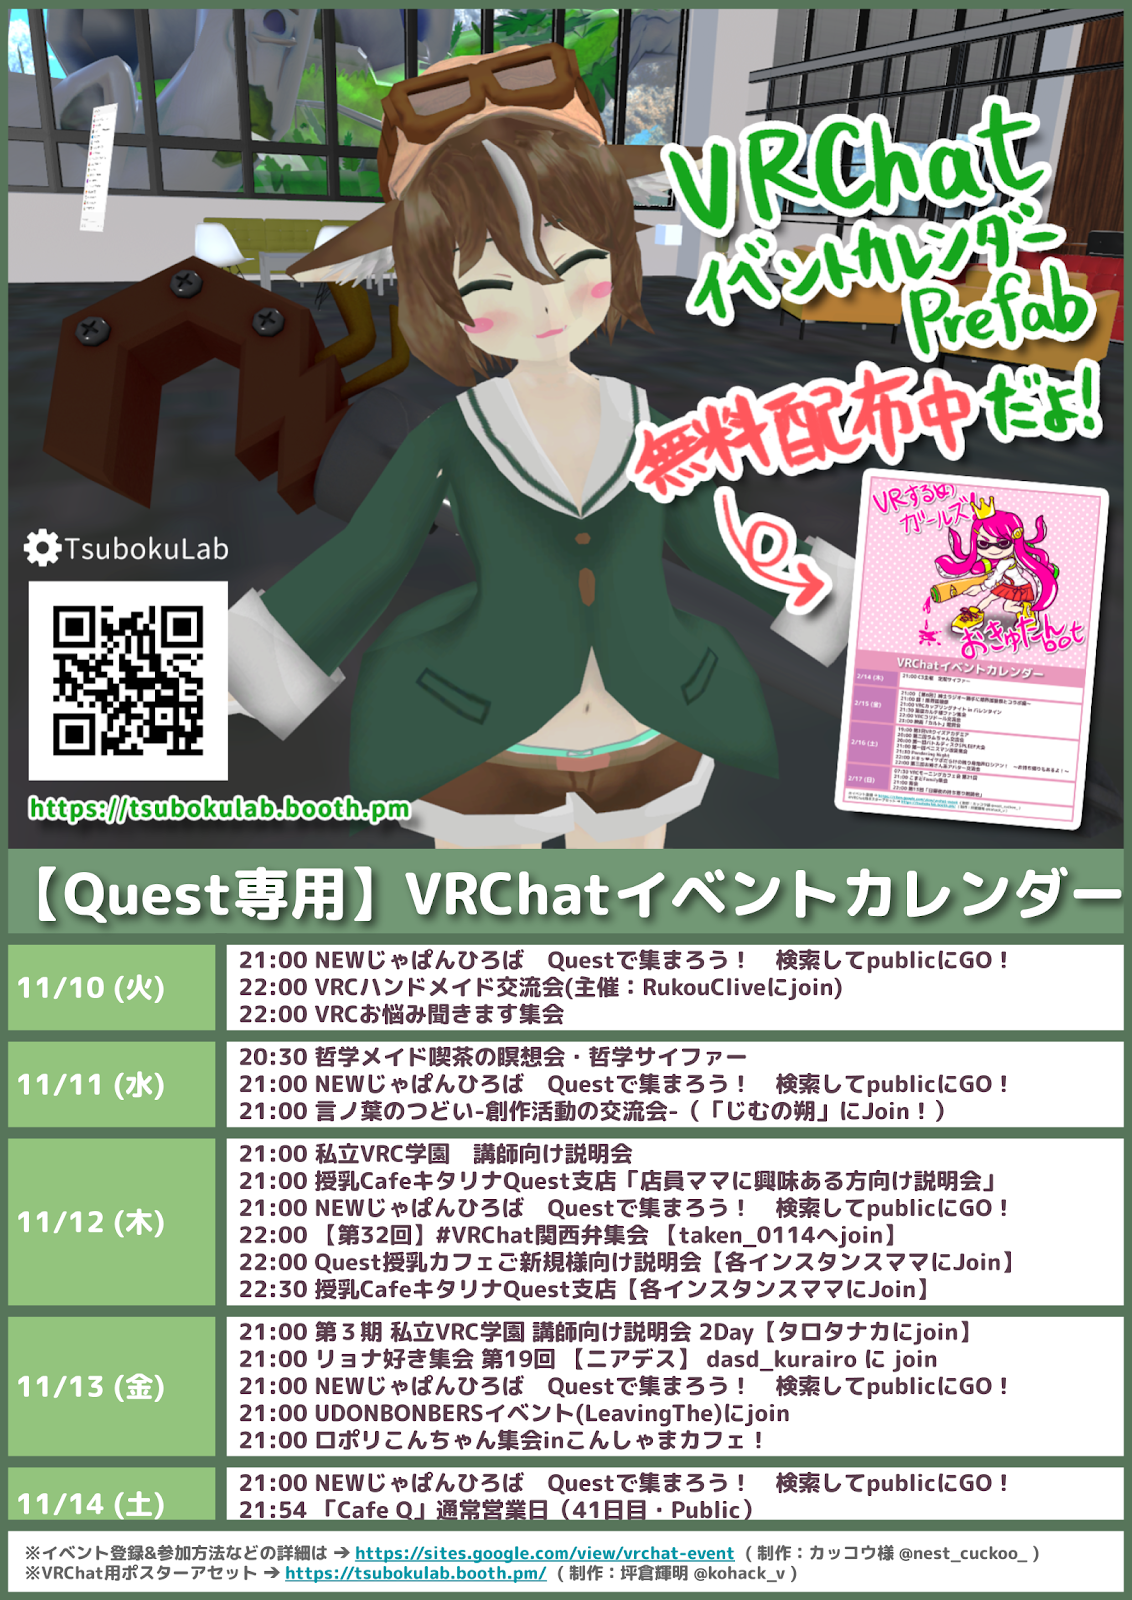 VRChat
イベントカレンダー
Prefab
無料配布中だよ!
VRするめ
ガールズ
おきゅたん
bot
VRChatイベントカレンダー
2/14 (木)
2/15 (金)
2/16 (土)
2/17 (日)
TsubokuLab
https://tsubokulab.booth.pm
【Quest専用】VRChatイベントカレンダー
11/10 (火)
21:00 NEWじゃぱんひろば　Questで集まろう！　検索してpublicにGO！
22:00 VRCハンドメイド交流会(主催：RukouCliveにjoin)
22:00 VRCお悩み聞きます集会
11/11 (水)
20:30 哲学メイド喫茶の瞑想会・哲学サイファー
21:00 NEWじゃぱんひろば　Questで集まろう！　検索してpublicにGO！
21:00 言ノ葉のつどい-創作活動の交流会-（「じむの朔」にJoin！）
11/12 (木)
21:00 私立VRC学園　講師向け説明会
21:00 授乳CafeキタリナQuest支店「店員ママに興味ある方向け説明会」
21:00 NEWじゃぱんひろば　Questで集まろう！　検索してpublicにGO！
22:00 【第32回】#VRChat関西弁集会 【taken_0114へjoin】
22:00 Quest授乳カフェご新規様向け説明会【各インスタンスママにJoin】
22:30 授乳CafeキタリナQuest支店【各インスタンスママにJoin】
11/13 (金)
21:00 第３期 私立VRC学園 講師向け説明会 2Day【タロタナカにjoin】
21:00 リョナ好き集会 第19回 【ニアデス】 dasd_kurairo に join
21:00 NEWじゃぱんひろば　Questで集まろう！　検索してpublicにGO！
21:00 UDONBONBERSイベント(LeavingThe)にjoin
21:00 ロポリこんちゃん集会inこんしゃまカフェ！
11/14 (土)
21:00 NEWじゃぱんひろば　Questで集まろう！　検索してpublicにGO！
21:54 「Cafe Q」通常営業日（41日目・Public）
※イベント登録&参加方法などの詳細は ➔ https://sites.google.com/view/vrchat-event （制作：カッコウ様 @nest_cuckoo_ ）
※VRChat用ポスターアセット ➔ https://tsubokulab.booth.pm/ （制作：坪倉輝明 @kohack_v ）